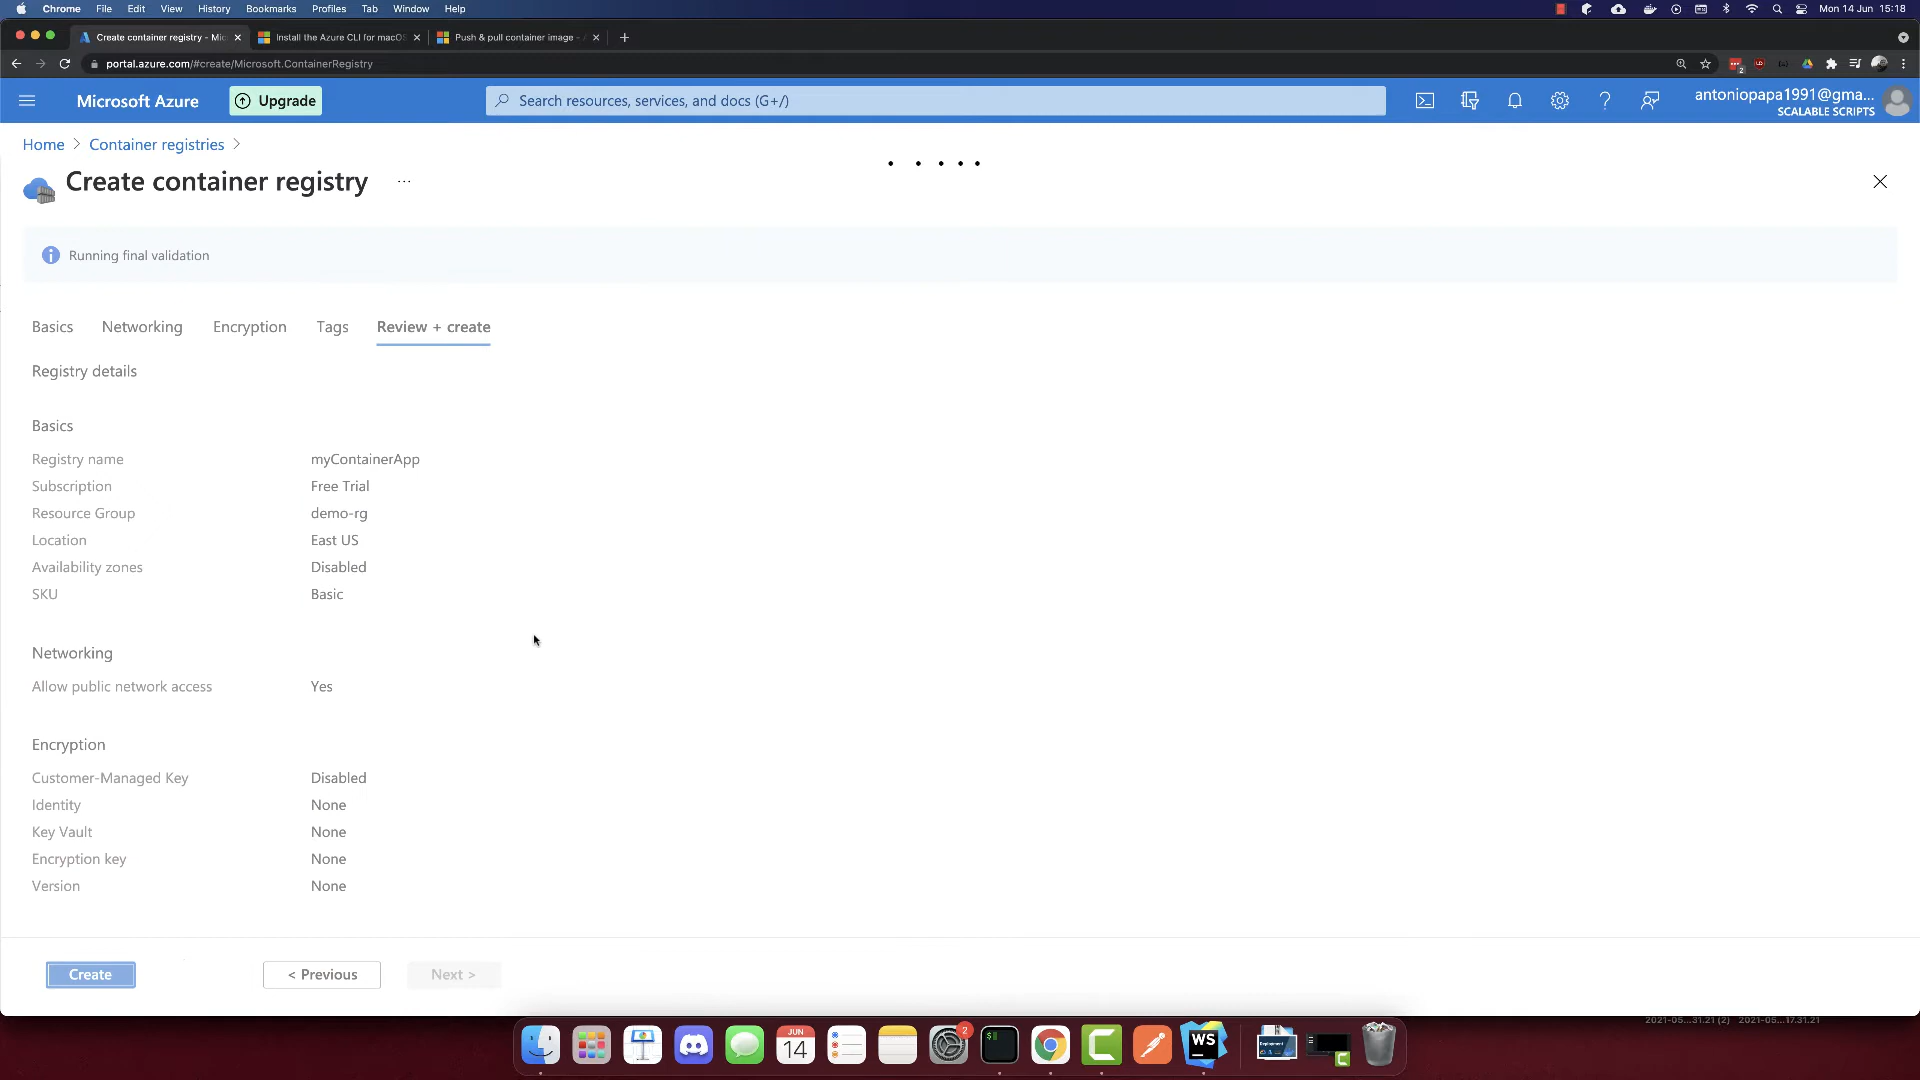 Chrome File Edit View History Bookmarks Profiles Tab Window Help Mon 14 Jun 15:18
Create container registry - Mic Install the Azure CLI for macOS Push & pull container image -
portal.azure.com/#create/Microsoft.ContainerRegistry
2
Microsoft Azure Upgrade Search resources, services, and docs (G+/) antoniopapa1991@gma...
SCALABLE SCRIPTS
Home > Container registries >
Create container registry ...
Running final validation
Basics Networking Encryption Tags Review + create
Registry details
Basics
Registry name myContainerApp
Subscription Free Trial
Resource Group demo-rg
Location East US
Availability zones Disabled
SKU Basic
Networking
Allow public network access Yes
Encryption
Customer-Managed Key Disabled
Identity None
Key Vault None
Encryption key None
Version None
Create < Previous Next >
2021-05...31.21 (2) 2021-05...17.31.21
JUN
14
2
$
WS
Deployment